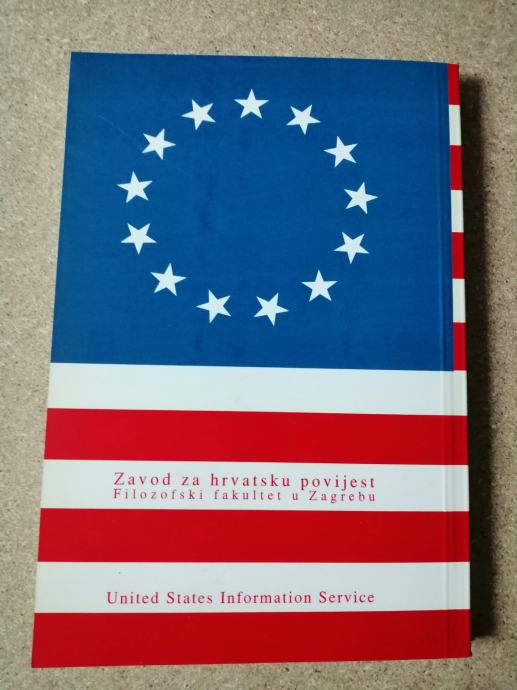 Zavod za hrvatsku povijest
Filozofski fakultet u Zagrebu
United States Information Service